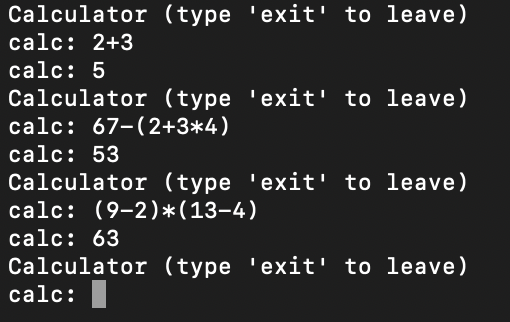 Calculator (type 'exit' to leave)
calc: 2+3
calc: 5
Calculator (type 'exit' to leave)
calc: 67-(2+3*4)
calc: 53
Calculator (type 'exit' to leave)
calc: (9-2)*(13-4)
calc: 63
Calculator (type 'exit' to leave)
calc: